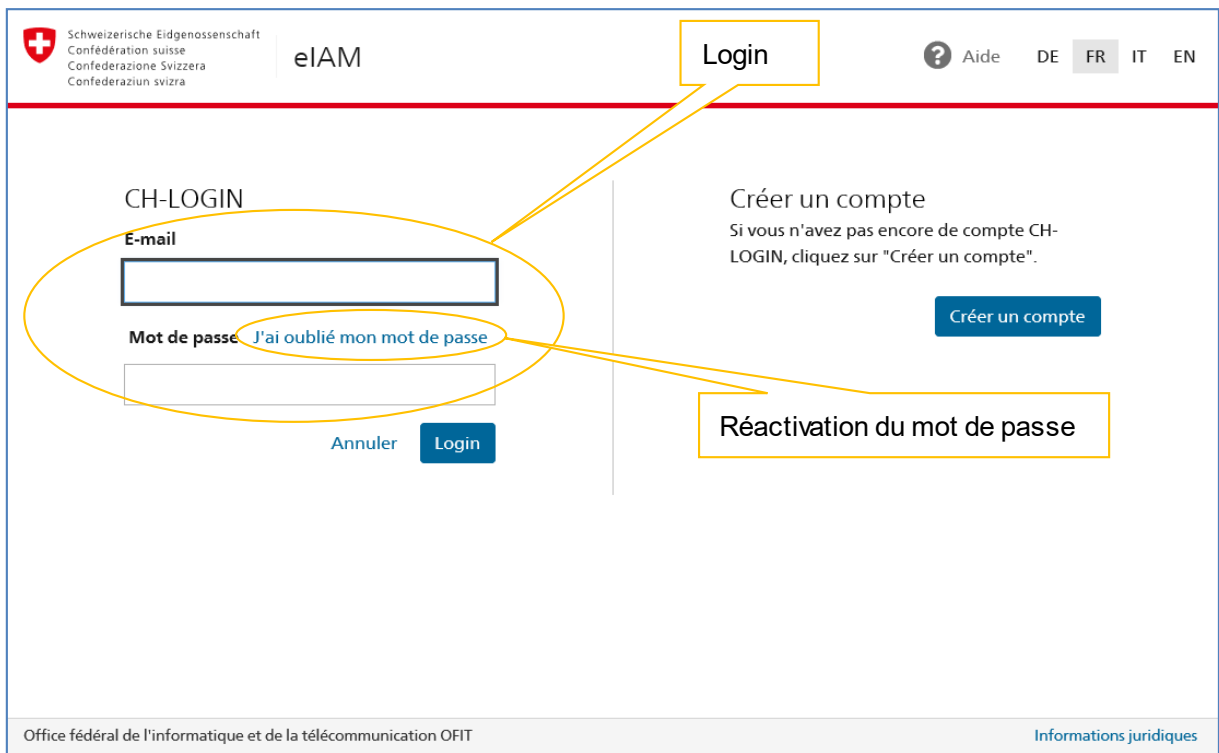 Schweizerische Eidgenossenschaft
Confédération suisse
Confederazione Svizzera
Confederaziun svizra
eIAM
Login
? Aide DE FR IT EN
CH-LOGIN
E-mail
Mot de passe J'ai oublié mon mot de passe
Annuler Login
Créer un compte
Si vous n'avez pas encore de compte CH-
LOGIN, cliquez sur "Créer un compte".
Créer un compte
Réactivation du mot de passe
Office fédéral de l'informatique et de la télécommunication OFIT
Informations juridiques